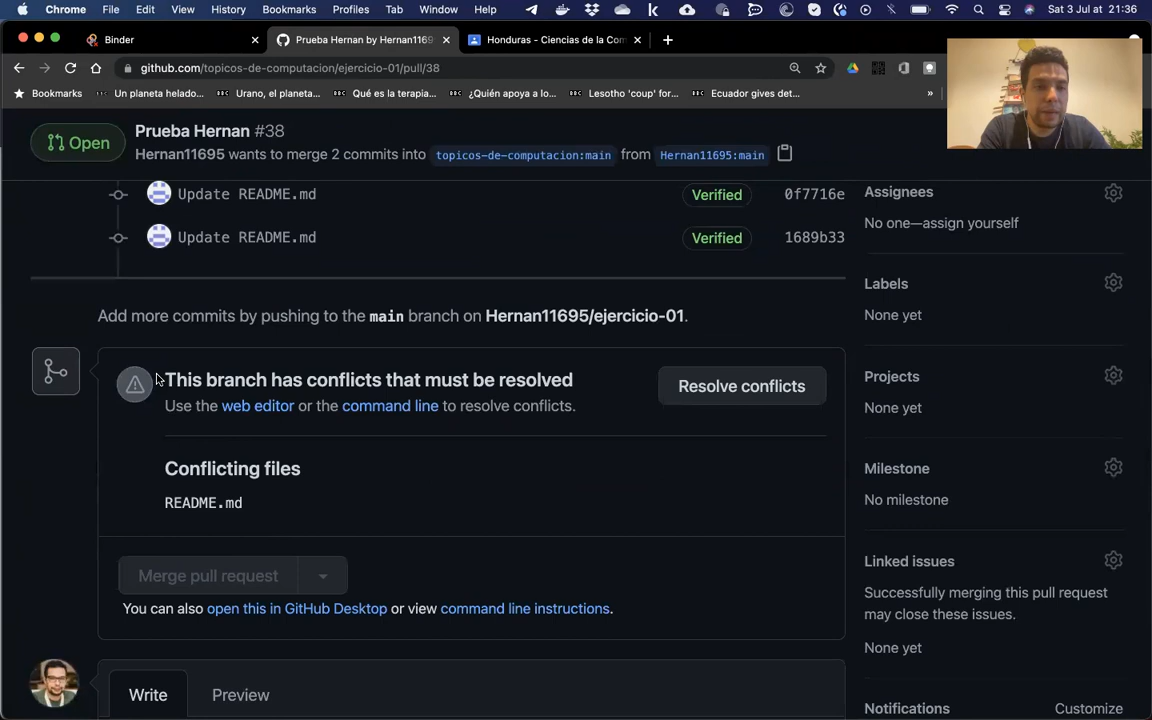 Chrome File Edit View History Bookmarks Profiles Tab Window Help Sat 3 Jul at 21:36
Binder
Prueba Hernan by Hernan1169
Honduras - Ciencias de la Com
github.com/topicos-de-computacion/ejercicio-01/pull/38
Bookmarks Un planeta helado... Urano, el planeta... Qué es la terapia... ¿Quién apoya a lo... Lesotho 'coup' for... Ecuador gives det... »
Open
Prueba Hernan #38
Hernan11695 wants to merge 2 commits into topicos-de-computacion:main from Hernan11695:main
Update README.md Verified 0f7716e
Update README.md Verified 1689b33
Add more commits by pushing to the main branch on Hernan11695/ejercicio-01.
This branch has conflicts that must be resolved
Use the web editor or the command line to resolve conflicts.
Resolve conflicts
Conflicting files
README.md
Merge pull request
You can also open this in GitHub Desktop or view command line instructions.
Write Preview
Assignees
No one—assign yourself
Labels
None yet
Projects
None yet
Milestone
No milestone
Linked issues
Successfully merging this pull request
may close these issues.
None yet
Notifications Customize